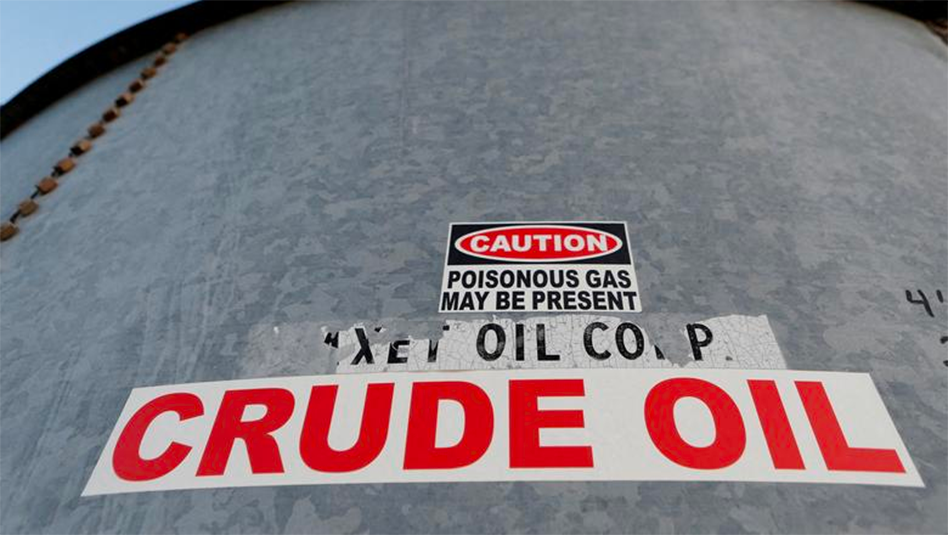 CAUTION
POISONOUS GAS
MAY BE PRESENT
OIL
CRUDE OIL